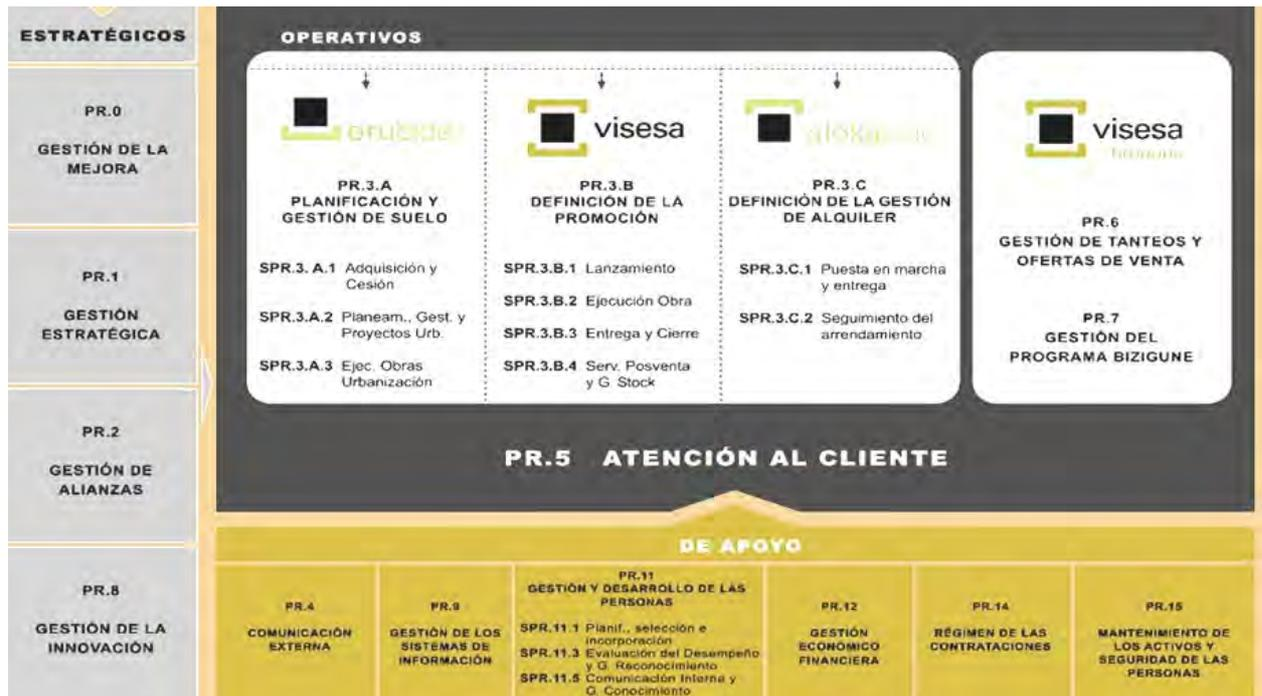 ESTRATÉGICOS
PR.0
GESTIÓN DE LA
MEJORA
PR.1
GESTIÓN
ESTRATÉGICA
PR.2
GESTIÓN DE
ALIANZAS
PR.8
GESTIÓN DE LA
INNOVACIÓN
OPERATIVOS
PR.3.A
PLANIFICACIÓN Y
GESTIÓN DE SUELO
SPR.3. A.1 Adquisición y
Cesión
SPR.3.A.2 Planeam., Gest. y
Proyectos Urb.
SPR.3.A.3 Ejec. Obras
Urbanización
visesa
PR.3.B
DEFINICIÓN DE LA
PROMOCIÓN
SPR.3.B.1 Lanzamiento
SPR.3.B.2 Ejecución Obra
SPR.3.B.3 Entrega y Cierre
SPR.3.B.4 Serv. Posventa
y G. Stock
PR.3.C
DEFINICIÓN DE LA GESTIÓN
DE ALQUILER
SPR.3.C.1 Puesta en marcha
y entrega
SPR.3.C.2 Seguimiento del
arrendamiento
visesa
PR.6
GESTIÓN DE TANTEOS Y
OFERTAS DE VENTA
PR.7
GESTIÓN DEL
PROGRAMA BIZIGUNE
PR.5 ATENCIÓN AL CLIENTE
DE APOYO
PR.4
COMUNICACIÓN
EXTERNA
PR.9
GESTIÓN DE LOS
SISTEMAS DE
INFORMACIÓN
PR.11
GESTIÓN Y DESARROLLO DE LAS
PERSONAS
SPR.11.1 Planif., selección e
incorporación
SPR.11.3 Evaluación del Desempeño
y G. Reconocimiento
SPR.11.5 Comunicación Interna y
G. Conocimiento
PR.12
GESTIÓN
ECONÓMICO
FINANCIERA
PR.14
RÉGIMEN DE LAS
CONTRATACIONES
PR.15
MANTENIMIENTO DE
LOS ACTIVOS Y
SEGURIDAD DE LAS
PERSONAS